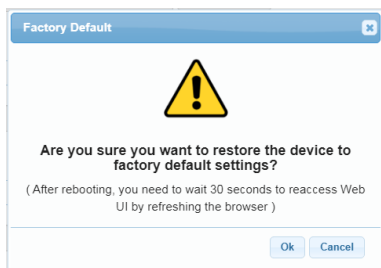 Factory Default
Are you sure you want to restore the device to
factory default settings?
( After rebooting, you need to wait 30 seconds to reaccess Web
UI by refreshing the browser )
Ok Cancel